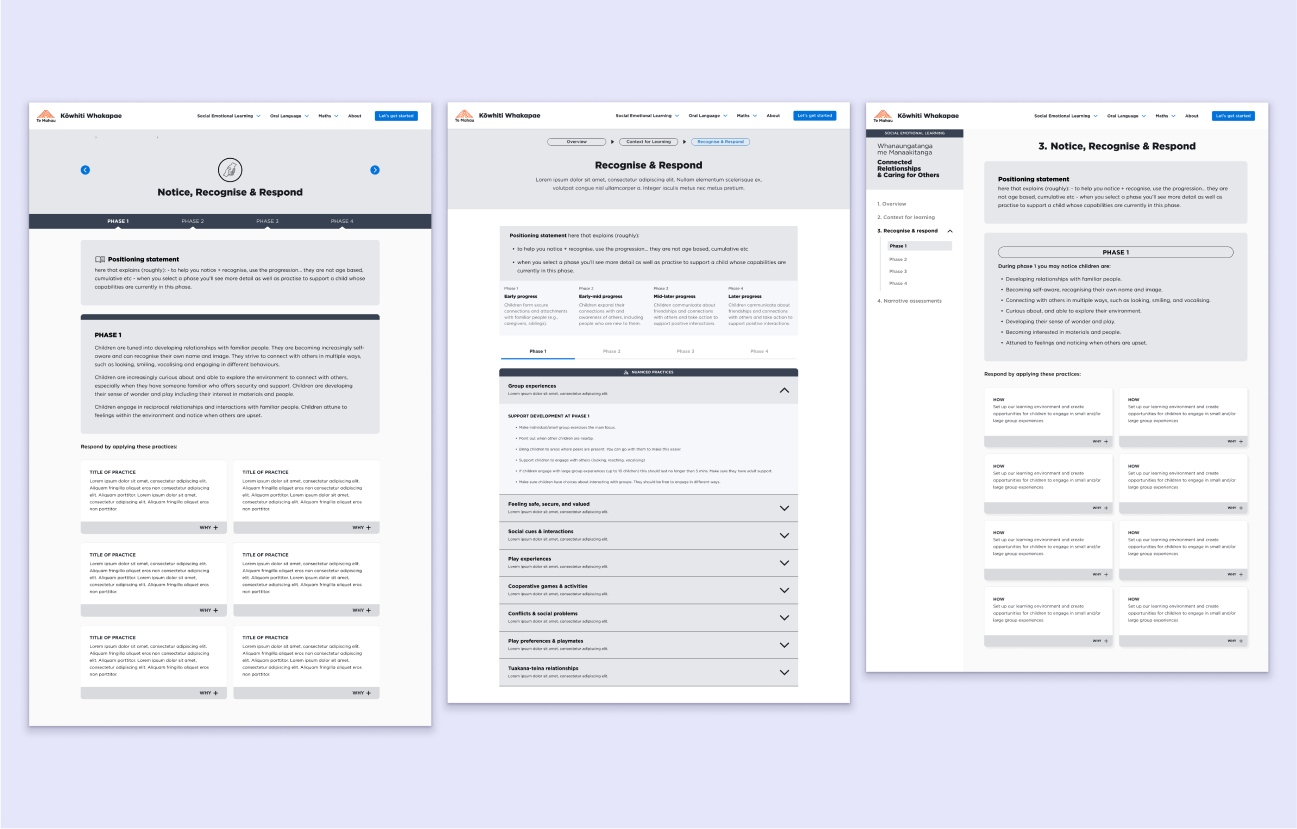 Te Mahau
Kōwhiti Whakapae
Social Emotional Learning
Oral Language
Maths
About
Let's get started
Notice, Recognise & Respond
PHASE 1
PHASE 2
PHASE 3
PHASE 4
Positioning statement
here that explains (roughly): - to help you notice + recognise, use the progression... they are not age based,
cumulative etc - when you select a phase you'll see more detail as well as practise to support a child whose
capabilities are currently in this phase.
PHASE 1
Children are tuned into developing relationships with familiar people. They are becoming increasingly self-
aware and can recognise their own name and image. They strive to connect with others in multiple ways,
such as looking, smiling, vocalising and engaging in different behaviours.
Children are increasingly curious about and able to explore the environment to connect with others,
especially when they have someone familiar who offers security and support. Children are developing
their sense of wonder and play including their interest in materials and people.
Children engage in reciprocal relationships and interactions with familiar people. Children attune to
feelings within the environment and notice when others are upset.
Respond by applying these practices:
TITLE OF PRACTICE
Lorem ipsum dolor sit amet, consectetur adipiscing
elit. Aliquam fringilla aliquet eros non porttitor.
Lorem ipsum dolor sit amet, consectetur adipiscing
elit. Aliquam porttitor. Lorem ipsum dolor sit amet,
consectetur adipiscing elit. Aliquam fringilla aliquet eros
non porttitor.
WHY +
TITLE OF PRACTICE
Lorem ipsum dolor sit amet, consectetur adipiscing
elit. Aliquam fringilla aliquet eros non porttitor.
Lorem ipsum dolor sit amet, consectetur adipiscing
elit. Aliquam porttitor. Lorem ipsum dolor sit amet,
consectetur adipiscing elit. Aliquam fringilla aliquet eros
non porttitor.
WHY +
TITLE OF PRACTICE
Lorem ipsum dolor sit amet, consectetur adipiscing
elit. Aliquam fringilla aliquet eros non porttitor.
Lorem ipsum dolor sit amet, consectetur adipiscing
elit. Aliquam porttitor. Lorem ipsum dolor sit amet,
consectetur adipiscing elit. Aliquam fringilla aliquet eros
non porttitor.
WHY +
TITLE OF PRACTICE
Lorem ipsum dolor sit amet, consectetur adipiscing
elit. Aliquam fringilla aliquet eros non porttitor.
Lorem ipsum dolor sit amet, consectetur adipiscing
elit. Aliquam porttitor. Lorem ipsum dolor sit amet,
consectetur adipiscing elit. Aliquam fringilla aliquet eros
non porttitor.
WHY +
TITLE OF PRACTICE
Lorem ipsum dolor sit amet, consectetur adipiscing
elit. Aliquam fringilla aliquet eros non porttitor.
Lorem ipsum dolor sit amet, consectetur adipiscing
elit. Aliquam porttitor. Lorem ipsum dolor sit amet,
consectetur adipiscing elit. Aliquam fringilla aliquet eros
non porttitor.
WHY +
TITLE OF PRACTICE
Lorem ipsum dolor sit amet, consectetur adipiscing
elit. Aliquam fringilla aliquet eros non porttitor.
Lorem ipsum dolor sit amet, consectetur adipiscing
elit. Aliquam porttitor. Lorem ipsum dolor sit amet,
consectetur adipiscing elit. Aliquam fringilla aliquet eros
non porttitor.
WHY +
Te Mahau
Kōwhiti Whakapae
Social Emotional Learning
Oral Language
Maths
About
Let's get started
Overview
Context for Learning
Recognise & Respond
Recognise & Respond
Lorem ipsum dolor sit amet, consectetur adipiscing elit. Nullam elementum scelerisque ex,
volutpat congue nisl ullamcorper a. Integer iaculis metus nec metus pretium.
Positioning statement here that explains (roughly):
• to help you notice + recognise, use the progression... they are not age based, cumulative etc
• when you select a phase you'll see more detail as well as practise to support a child whose capabilities are
currently in this phase.
Phase 1
Early progress
Children form secure
connections and attachments
with familiar people (e.g.,
caregivers, siblings)
Phase 2
Early-mid progress
Children expand their
connections with and
awareness of others, including
people who are new to them.
Phase 3
Mid-later progress
Children communicate about
friendships and connections
with others and take action to
support positive interactions
Phase 4
Later progress
Children communicate about
friendships and connections
with others and take action to
support positive interactions
Phase 1
Phase 2
Phase 3
Phase 4
NUANCED PRACTICES
Group experiences
Lorem ipsum dolor sit amet, consectetur adipiscing elit.
SUPPORT DEVELOPMENT AT PHASE 1
• Make individual/small group exercises the main focus.
• Point out when other children are nearby.
• Bring children to areas where peers are present. You can go with them to make this easier.
• Support children to engage with others (looking, reaching, vocalising)
• If children engage with large group experiences (up to 10 children) this should last no longer than 5 mins. Make sure they have adult support.
• Make sure children have choices about interacting with groups. They should be free to engage in different ways.
Feeling safe, secure, and valued
Lorem ipsum dolor sit amet, consectetur adipiscing elit.
Social cues & interactions
Lorem ipsum dolor sit amet, consectetur adipiscing elit.
Play experiences
Lorem ipsum dolor sit amet, consectetur adipiscing elit.
Cooperative games & activities
Lorem ipsum dolor sit amet, consectetur adipiscing elit.
Conflicts & social problems
Lorem ipsum dolor sit amet, consectetur adipiscing elit.
Play preferences & playmates
Lorem ipsum dolor sit amet, consectetur adipiscing elit.
Tuakana-teina relationships
Lorem ipsum dolor sit amet, consectetur adipiscing elit.
Te Mahau
Kōwhiti Whakapae
Social Emotional Learning
Oral Language
Maths
About
Let's get started
SOCIAL EMOTIONAL LEARNING
Whanaungatanga
me Manaakitanga
Connected
Relationships
& Caring for Others
1. Overview
2. Context for learning
3. Recognise & respond
Phase 1
Phase 2
Phase 3
Phase 4
4. Narrative assessments
3. Notice, Recognise & Respond
Positioning statement
here that explains (roughly): - to help you notice + recognise, use the progression... they are
not age based, cumulative etc - when you select a phase you'll see more detail as well as
practise to support a child whose capabilities are currently in this phase.
PHASE 1
During phase 1 you may notice children are:
• Developing relationships with familiar people.
• Becoming self-aware, recognising their own name and image.
• Connecting with others in multiple ways, such as looking, smiling, and vocalising.
• Curious about, and able to explore their environment.
• Developing their sense of wonder and play.
• Becoming interested in materials and people.
• Attuned to feelings and noticing when others are upset.
Respond by applying these practices:
HOW
Set up our learning environment and create
opportunities for children to engage in small and/or
large group experiences
WHY +
HOW
Set up our learning environment and create
opportunities for children to engage in small and/or
large group experiences
WHY +
HOW
Set up our learning environment and create
opportunities for children to engage in small and/or
large group experiences
WHY +
HOW
Set up our learning environment and create
opportunities for children to engage in small and/or
large group experiences
WHY +
HOW
Set up our learning environment and create
opportunities for children to engage in small and/or
large group experiences
WHY +
HOW
Set up our learning environment and create
opportunities for children to engage in small and/or
large group experiences
WHY +
HOW
Set up our learning environment and create
opportunities for children to engage in small and/or
large group experiences
WHY +
HOW
Set up our learning environment and create
opportunities for children to engage in small and/or
large group experiences
WHY +